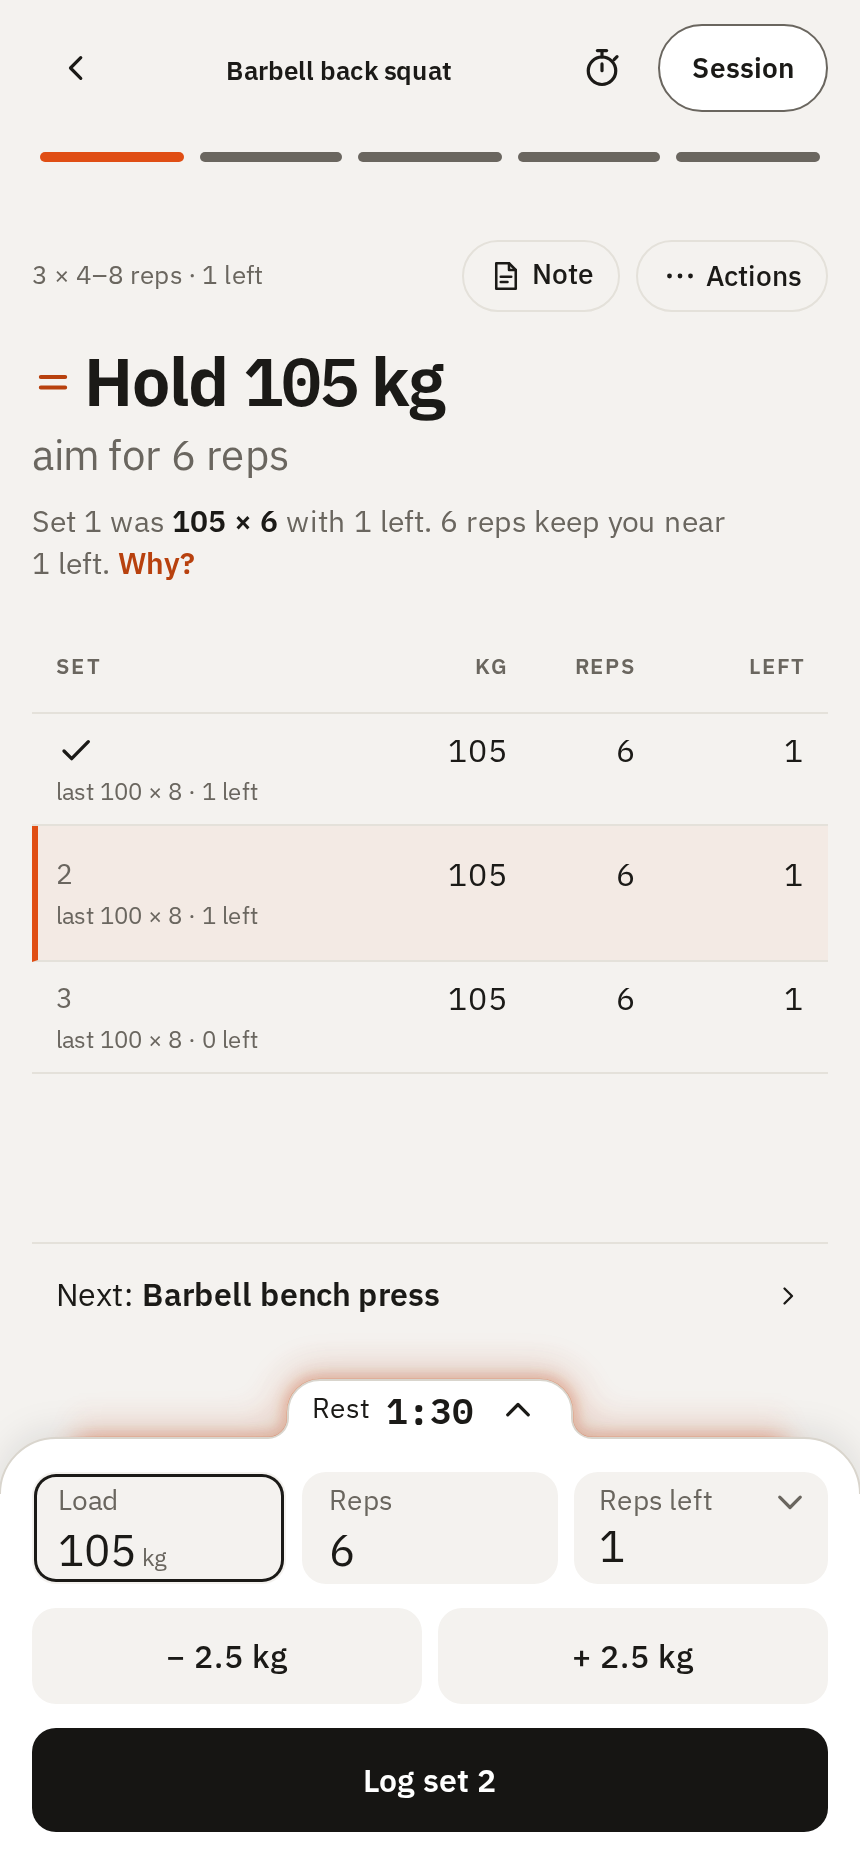 Barbell back squat
Session
3 × 4–8 reps · 1 left
Note
··· Actions
= Hold 105 kg
aim for 6 reps
Set 1 was 105 × 6 with 1 left. 6 reps keep you near
1 left. Why?
SET KG REPS LEFT
105 6 1
last 100 × 8 · 1 left
2 105 6 1
last 100 × 8 · 1 left
3 105 6 1
last 100 × 8 · 0 left
Next: Barbell bench press
Rest 1:30
Load Reps Reps left
105 kg 6 1
− 2.5 kg + 2.5 kg
Log set 2